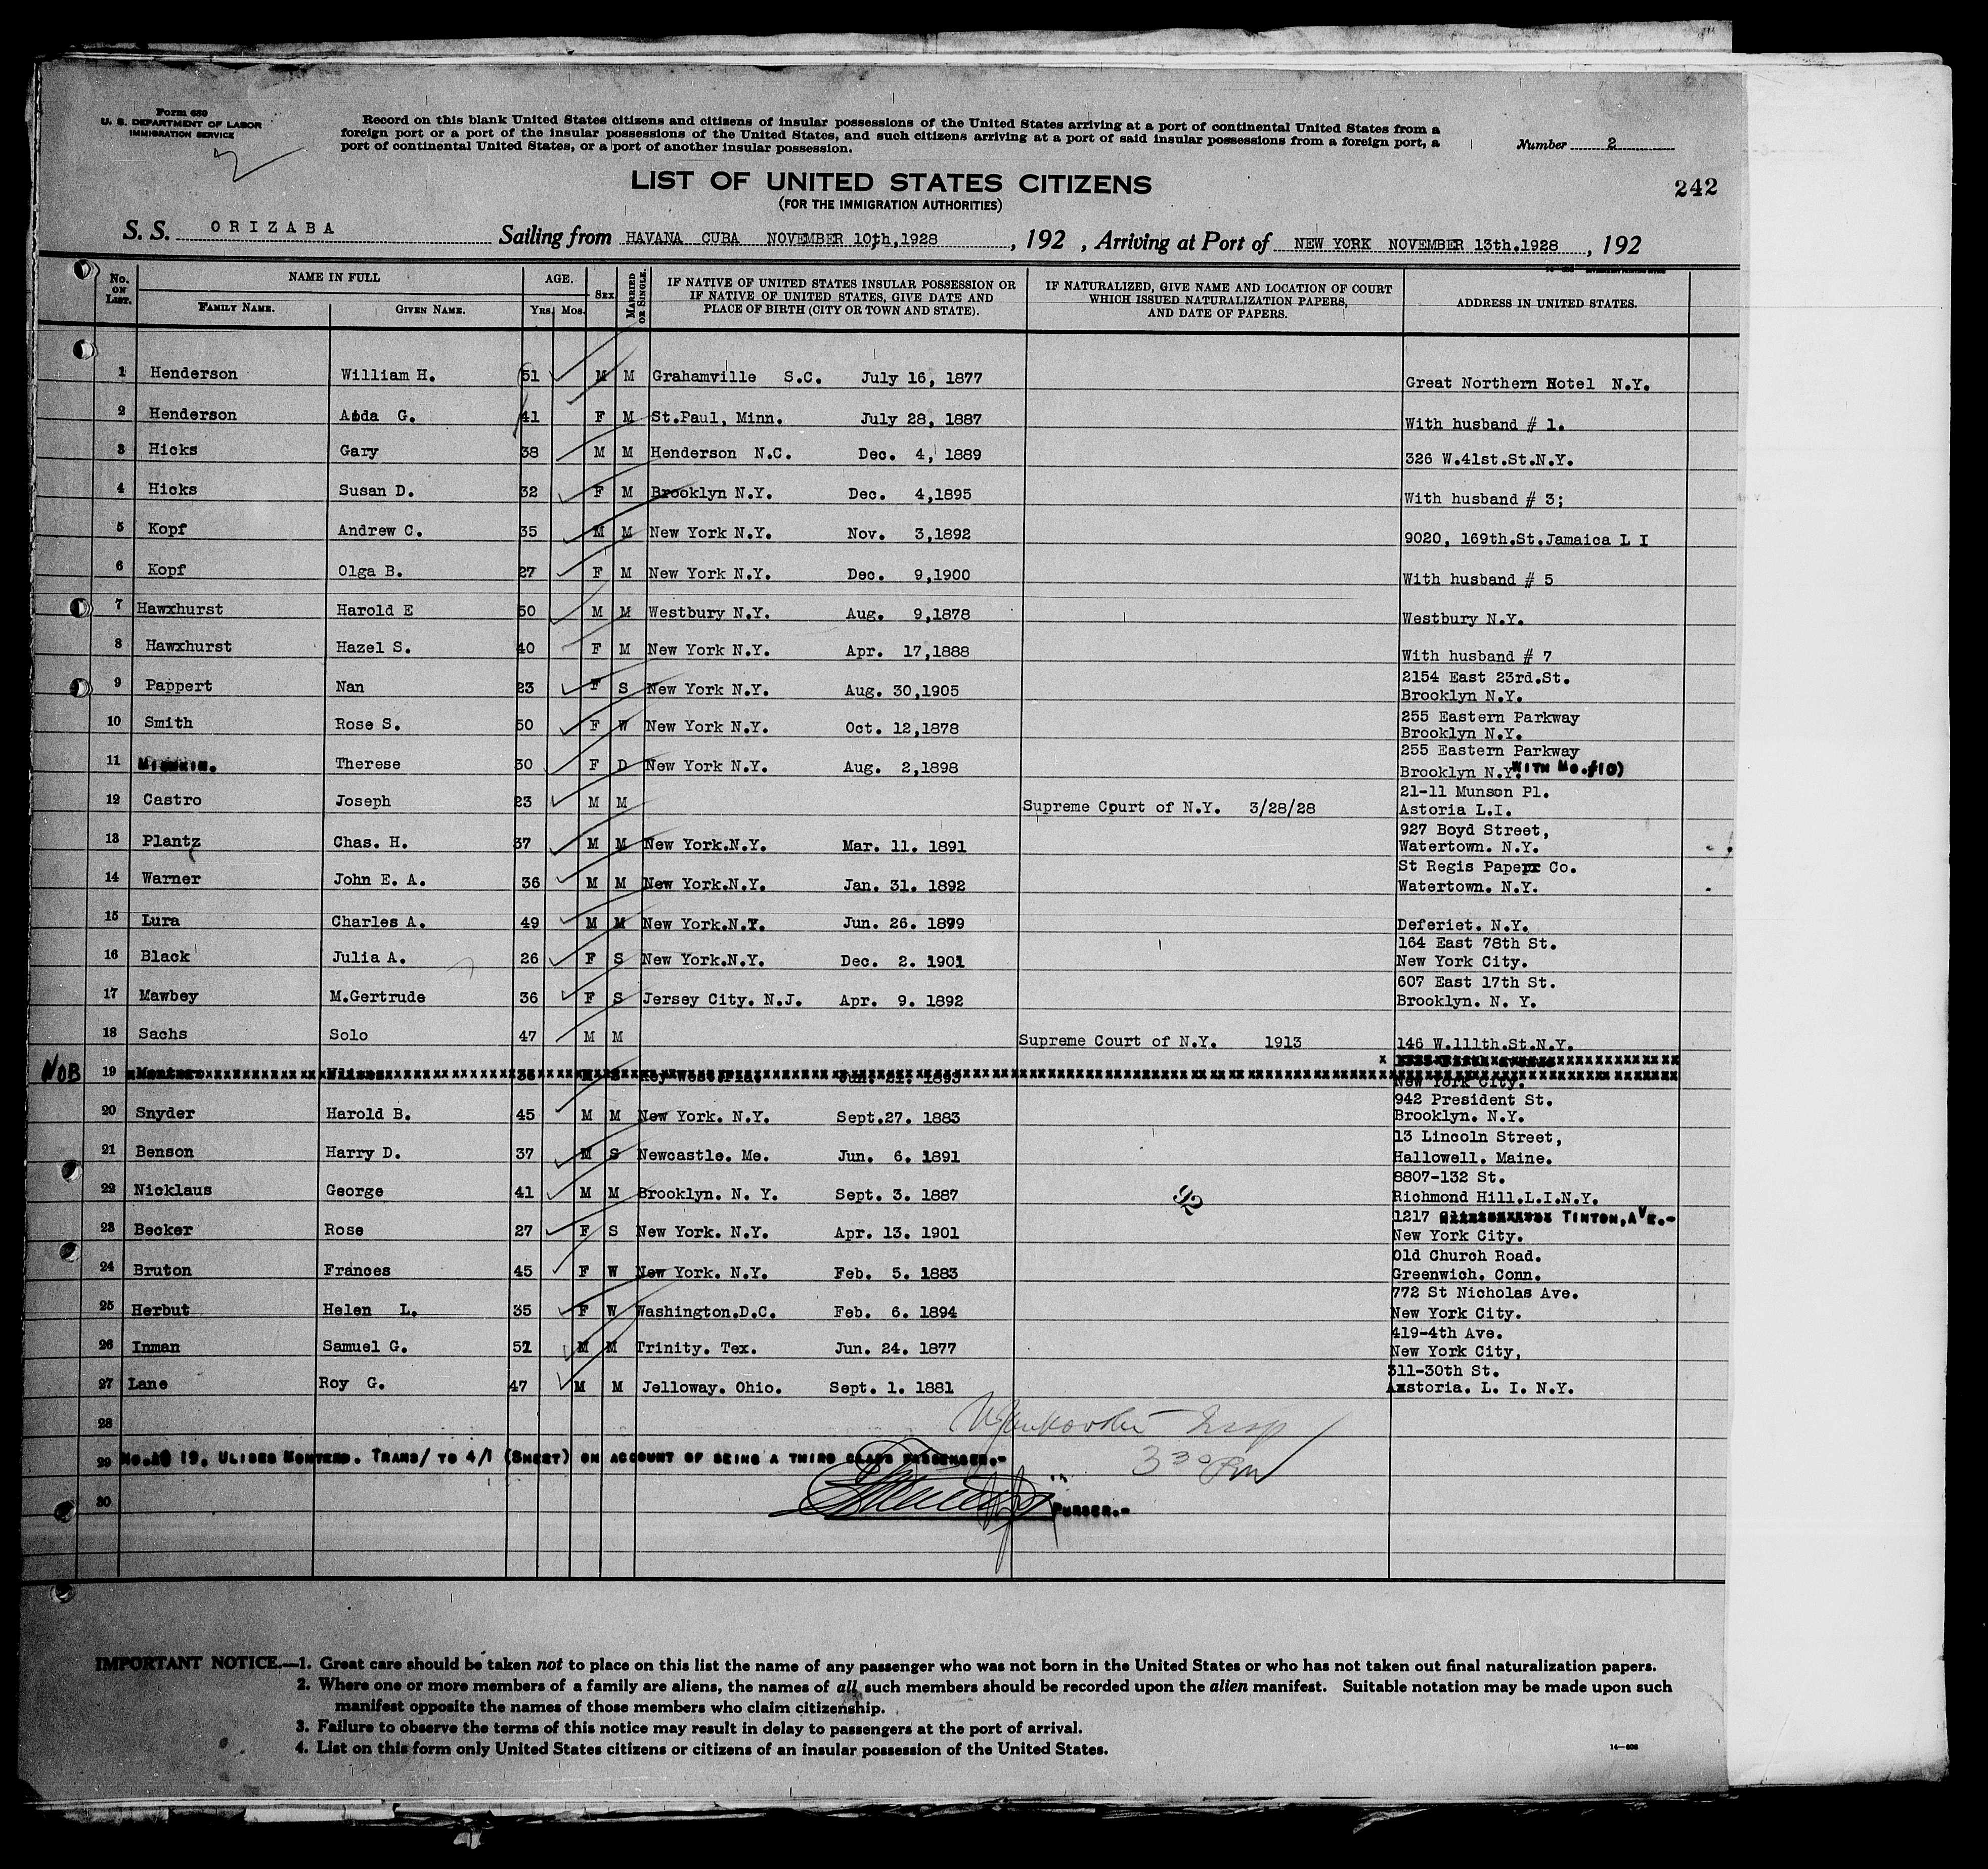 Form 630
U. S. DEPARTMENT OF LABOR
IMMIGRATION SERVICE
2
Record on this blank United States citizens and citizens of insular possessions of the United States arriving at a port of continental United States from a
foreign port or a port of the insular possessions of the United States, and such citizens arriving at a port of said insular possessions from a foreign port, a
port of continental United States, or a port of another insular possession.
Number 2
LIST OF UNITED STATES CITIZENS
(FOR THE IMMIGRATION AUTHORITIES)
242
S. S. ORIZABA Sailing from HAVANA CUBA NOVEMBER 10th,1928 , 192 , Arriving at Port of NEW YORK NOVEMBER 13th.1928 , 192
No. ON LIST. NAME IN FULL FAMILY NAME. GIVEN NAME. AGE. Yrs. Mos. SEX MARRIED OR SINGLE. IF NATIVE OF UNITED STATES INSULAR POSSESSION OR IF NATIVE OF UNITED STATES, GIVE DATE AND PLACE OF BIRTH (CITY OR TOWN AND STATE). IF NATURALIZED, GIVE NAME AND LOCATION OF COURT WHICH ISSUED NATURALIZATION PAPERS, AND DATE OF PAPERS. ADDRESS IN UNITED STATES.
1 Henderson William H. 51 M M Grahamville S.C. July 16, 1877 Great Northern Hotel N.Y.
2 Henderson Ada G. 41 F M St.Paul, Minn. July 28, 1887 With husband # 1.
3 Hicks Gary 38 M M Henderson N.C. Dec. 4, 1889 326 W.41st.St.N.Y.
4 Hicks Susan D. 32 F M Brooklyn N.Y. Dec. 4,1895 With husband # 3;
5 Kopf Andrew C. 35 M M New York N.Y. Nov. 3,1892 9020, 169th.St.Jamaica L I
6 Kopf Olga B. 27 F M New York N.Y. Dec. 9,1900 With husband # 5
7 Hawxhurst Harold E 50 M M Westbury N.Y. Aug. 9,1878 Westbury N.Y.
8 Hawxhurst Hazel S. 40 F M New York N.Y. Apr. 17,1888 With husband # 7
9 Pappert Nan 23 F S New York N.Y. Aug. 30,1905 2154 East 23rd.St.
Brooklyn N.Y.
10 Smith Rose S. 50 F W New York N.Y. Oct. 12,1878 255 Eastern Parkway
Brooklyn N.Y.
11 Therese 30 F D New York N.Y. Aug. 2,1898 255 Eastern Parkway
Brooklyn N.Y. WITH No.#10)
12 Castro Joseph 23 M M Supreme Court of N.Y. 3/28/28 21-11 Munson Pl.
Astoria L.I.
13 Plantz Chas. H. 37 M M New York.N.Y. Mar. 11. 1891 927 Boyd Street,
Watertown. N.Y.
14 Warner John E. A. 36 M M New York.N.Y. Jan. 31. 1892 St Regis Paper Co.
Watertown. N.Y.
15 Lura Charles A. 49 M M New York.N.Y. Jun. 26. 1879 Deferiet. N.Y.
16 Black Julia A. 26 F S New York.N.Y. Dec. 2. 1901 164 East 78th St.
New York City.
17 Mawbey M.Gertrude 36 F S Jersey City. N.J. Apr. 9. 1892 607 East 17th St.
Brooklyn. N. Y.
18 Sachs Solo 47 M M Supreme Court of N.Y. 1913 146 W.111th.St.N.Y.
NOB 19 Montero Ulises 35 M S Key West Fla. Jun. 21. 1893
New York City.
20 Snyder Harold B. 45 M M New York. N.Y. Sept.27. 1883 942 President St.
Brooklyn. N.Y.
21 Benson Harry D. 37 M S Newcastle. Me. Jun. 6. 1891 13 Lincoln Street,
Hallowell. Maine.
22 Nicklaus George 41 M M Brooklyn. N. Y. Sept. 3. 1887 8807-132 St.
Richmond Hill.L.I.N.Y.
92
23 Becker Rose 27 F S New York. N.Y. Apr. 13. 1901 1217 TINTON,AVE.-
New York City.
24 Bruton Frances 45 F W New York. N.Y. Feb. 5. 1883 Old Church Road.
Greenwich. Conn.
25 Herbut Helen L. 35 F W Washington.D.C. Feb. 6. 1894 772 St Nicholas Ave.
New York City.
26 Inman Samuel G. 51 M M Trinity. Tex. Jun. 24. 1877 419-4th Ave.
New York City,
27 Lane Roy G. 47 M M Jelloway. Ohio. Sept. 1. 1881 311-30th St.
Astoria. L. I. N.Y.
28
Insp
29 No. 19. ULISES MONTERO. TRANS/ TO 4/1 (SHEET) ON ACCOUNT OF BEING A THIRD CLASS PASSENGER.-
3 30 PM
30 PURSER.-
IMPORTANT NOTICE.—1. Great care should be taken not to place on this list the name of any passenger who was not born in the United States or who has not taken out final naturalization papers.
2. Where one or more members of a family are aliens, the names of all such members should be recorded upon the alien manifest. Suitable notation may be made upon such
manifest opposite the names of those members who claim citizenship.
3. Failure to observe the terms of this notice may result in delay to passengers at the port of arrival.
4. List on this form only United States citizens or citizens of an insular possession of the United States.
14—606